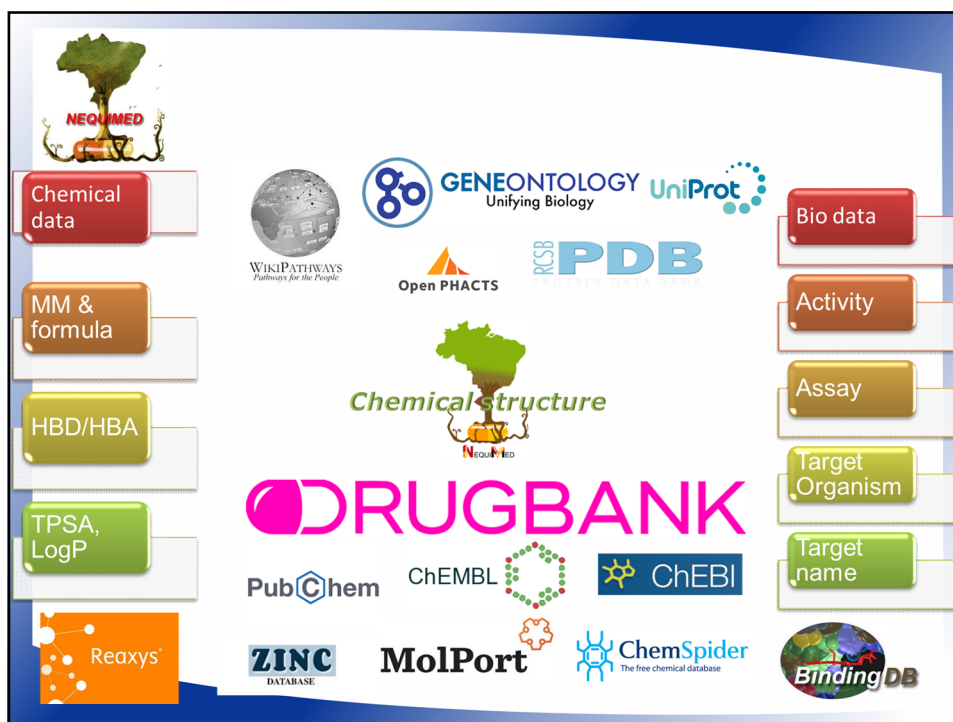 NEQUIMED
Chemical
data
MM &
formula
HBD/HBA
TPSA,
LogP
Reaxys®
WIKIPATHWAYS
Pathways for the People
GENEONTOLOGY
Unifying Biology
UniProt
Open PHACTS
RCSB
PDB
PROTEIN DATA BANK
Chemical structure
NEQUIMED
DRUGBANK
PubChem
ChEMBL
ChEBI
ZINC
DATABASE
MolPort
ChemSpider
The free chemical database
Bio data
Activity
Assay
Target
Organism
Target
name
BindingDB